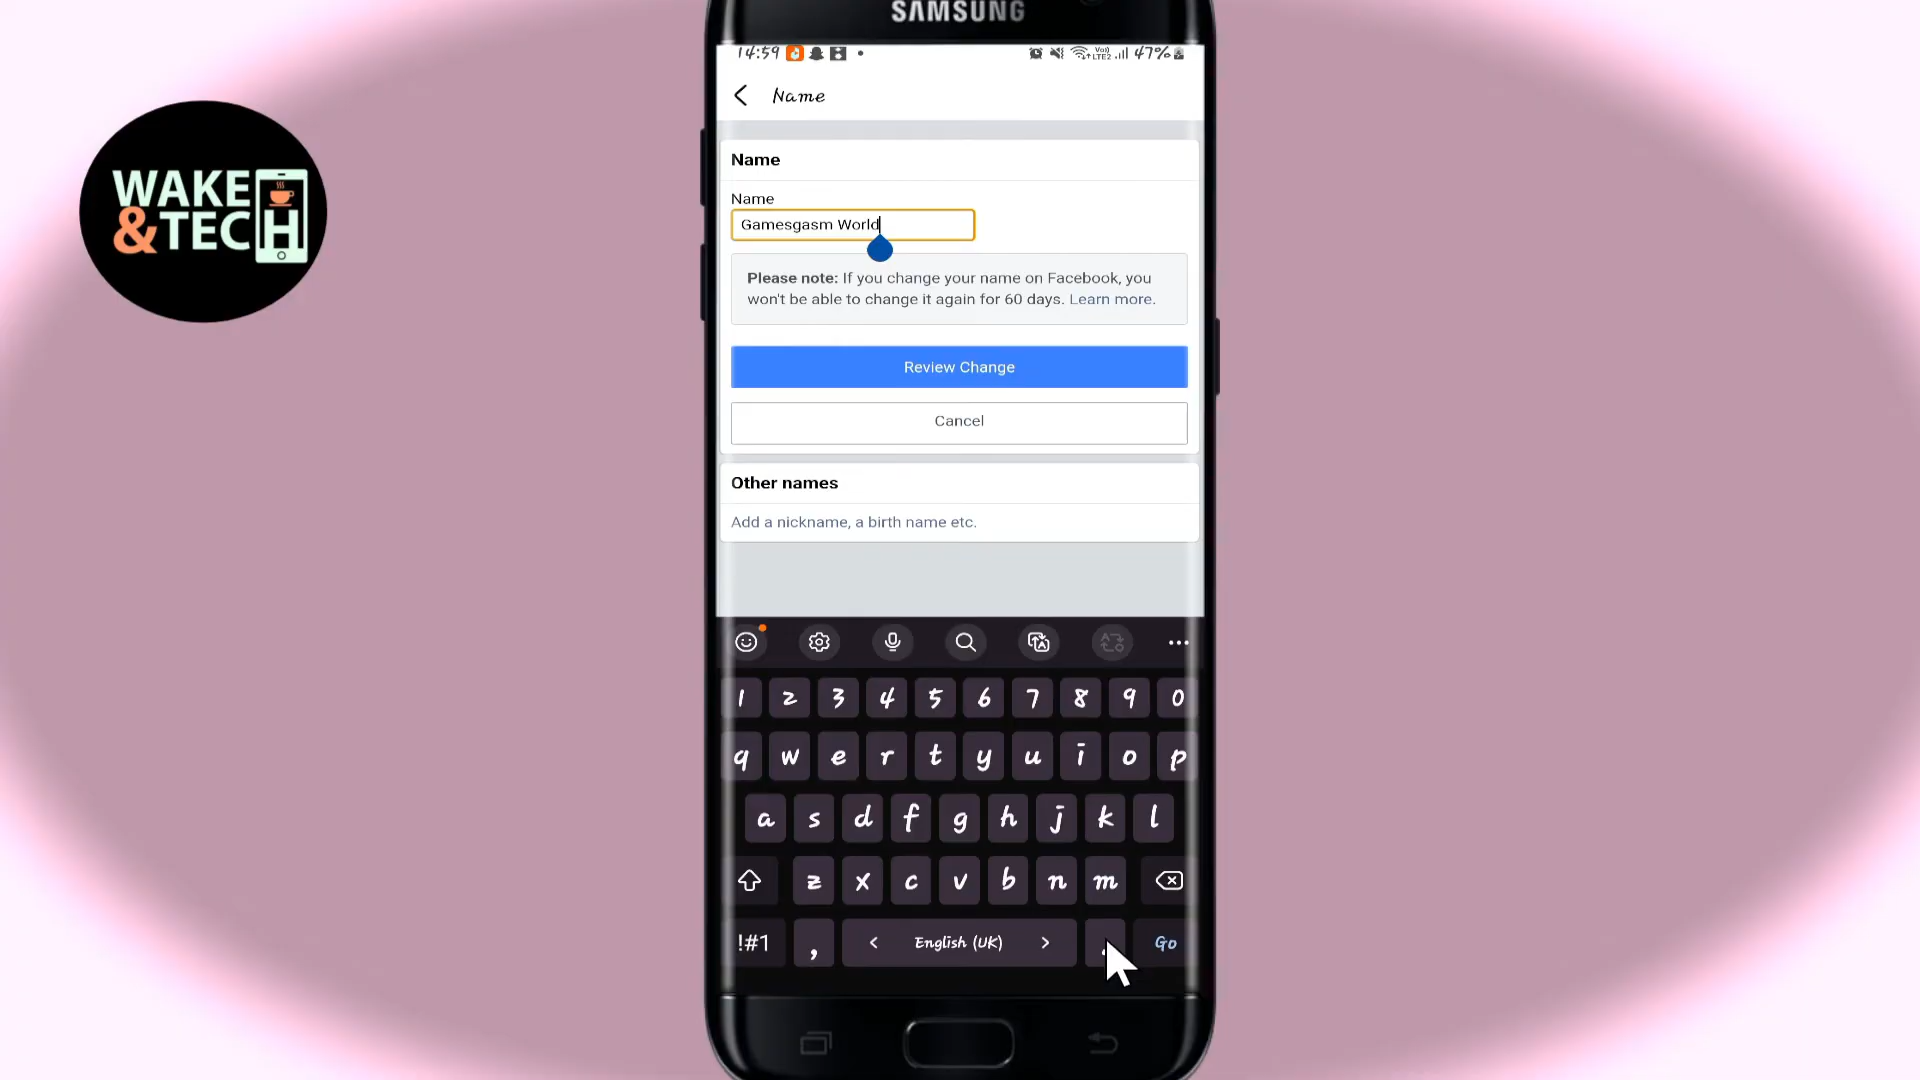 SAMSUNG
14:59 47%
Name
WAKE
&TECH
Name
Name
Gamesgasm World
Please note: If you change your name on Facebook, you
won't be able to change it again for 60 days. Learn more.
Review Change
Cancel
Other names
Add a nickname, a birth name etc.
1 2 3 4 5 6 7 8 9 0
q w e r t y u i o p
a s d f g h j k l
z x c v b n m
!#1 , < English (UK) > . Go